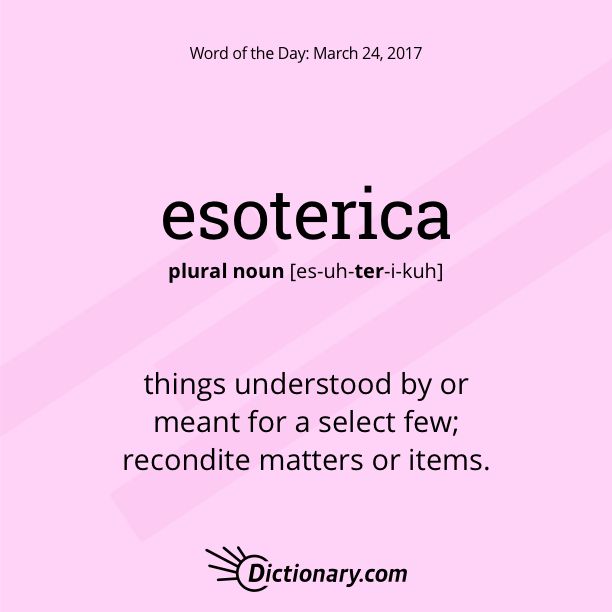 Word of the Day: March 24, 2017
esoterica
plural noun [es-uh-ter-i-kuh]
things understood by or
meant for a select few;
recondite matters or items.
Dictionary.com